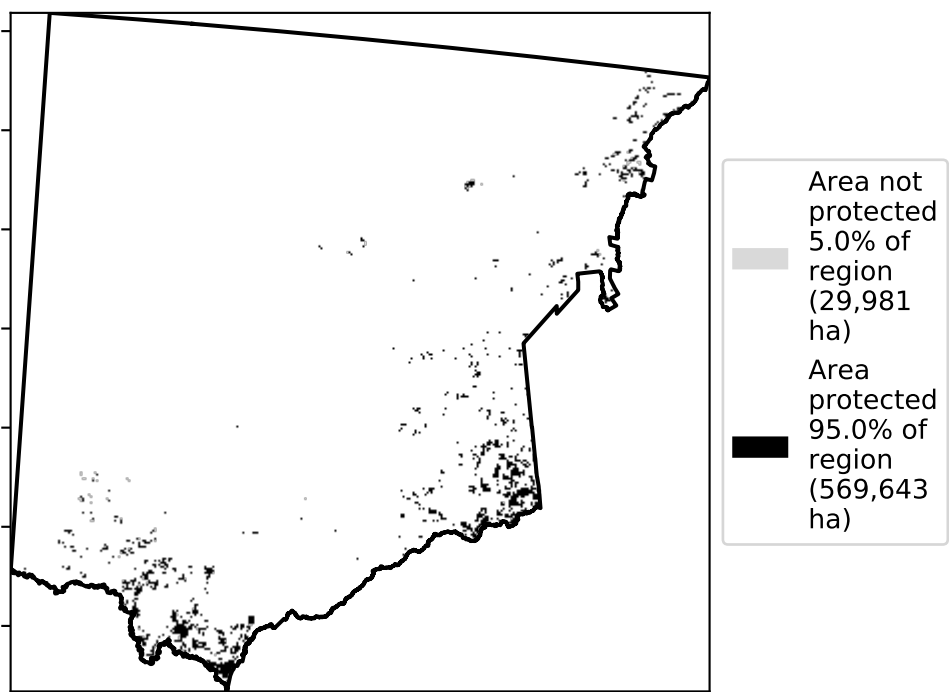 Area not
protected
5.0% of
region
(29,981
ha)
Area
protected
95.0% of
region
(569,643
ha)